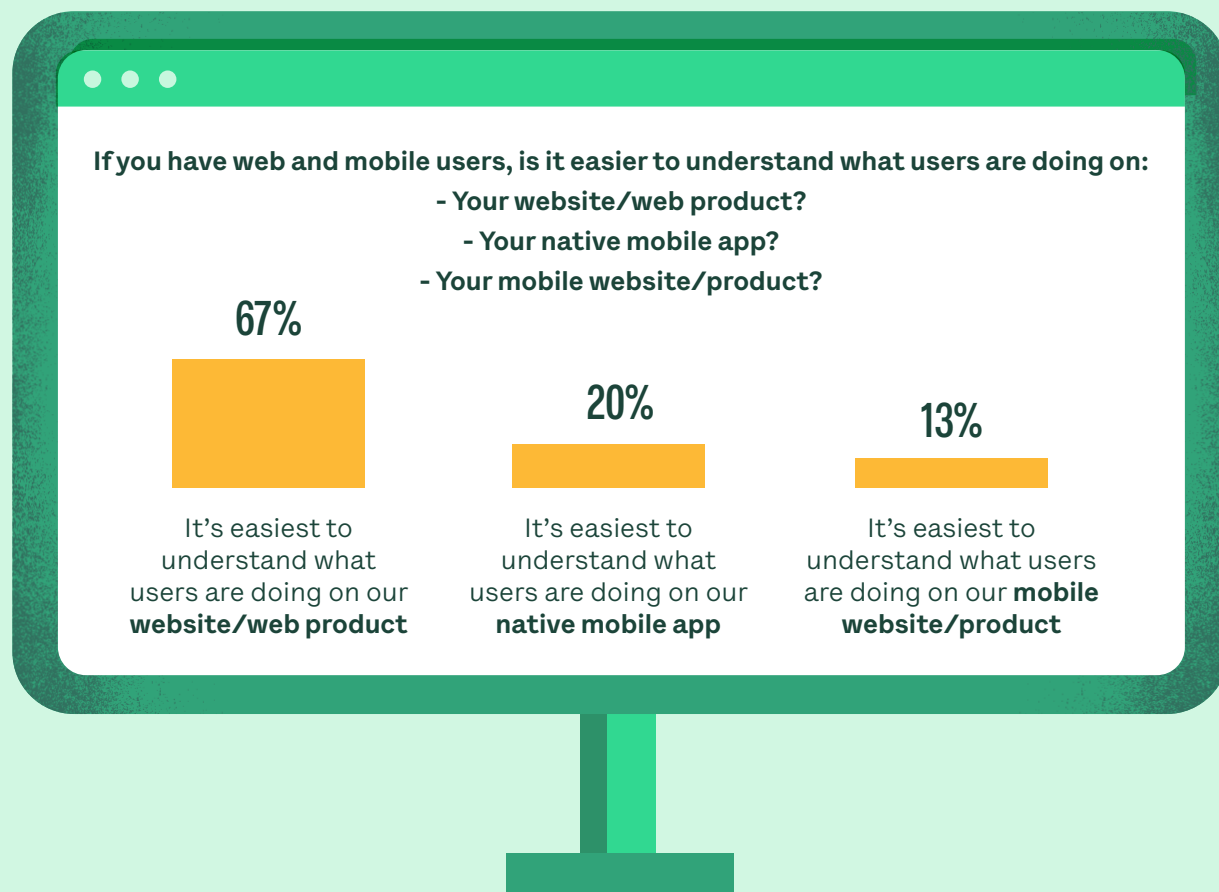 If you have web and mobile users, is it easier to understand what users are doing on:
- Your website/web product?
- Your native mobile app?
- Your mobile website/product?
67%
20%
13%
It’s easiest to
understand what
users are doing on our
website/web product
It’s easiest to
understand what
users are doing on our
native mobile app
It’s easiest to
understand what users
are doing on our mobile
website/product